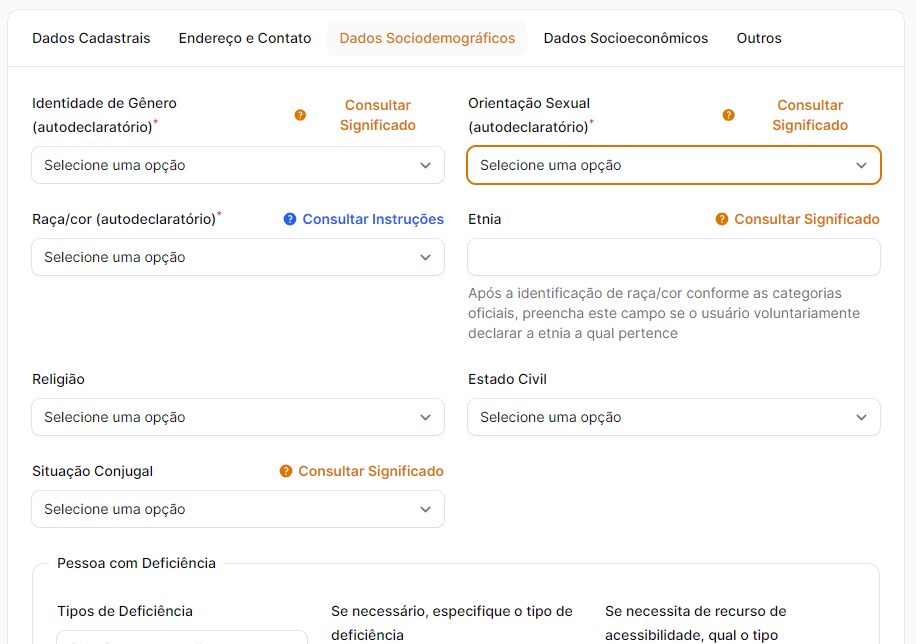 Dados Cadastrais Endereço e Contato Dados Sociodemográficos Dados Socioeconômicos Outros
Identidade de Gênero
(autodeclaratório)*
Consultar
Significado
Orientação Sexual
(autodeclaratório)*
Consultar
Significado
Selecione uma opção
Selecione uma opção
Raça/cor (autodeclaratório)*
Consultar Instruções
Etnia
Consultar Significado
Selecione uma opção
Após a identificação de raça/cor conforme as categorias
oficiais, preencha este campo se o usuário voluntariamente
declarar a etnia a qual pertence
Religião
Estado Civil
Selecione uma opção
Selecione uma opção
Situação Conjugal
Consultar Significado
Selecione uma opção
Pessoa com Deficiência
Tipos de Deficiência
Se necessário, especifique o tipo de
deficiência
Se necessita de recurso de
acessibilidade, qual o tipo